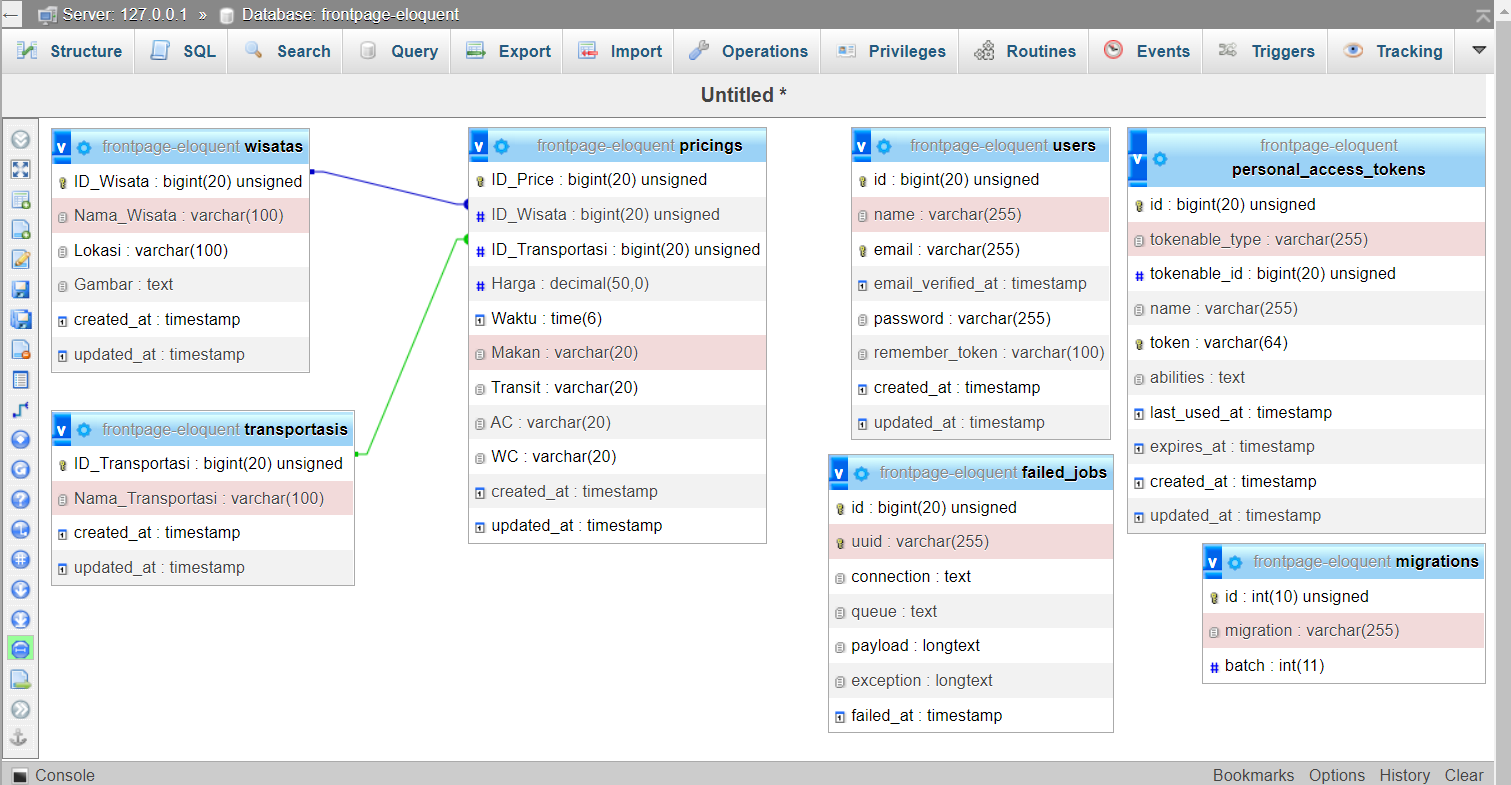 Server: 127.0.0.1 » Database: frontpage-eloquent
Structure SQL Search Query Export Import Operations Privileges Routines Events Triggers Tracking
Untitled *
v frontpage-eloquent wisatas
ID_Wisata : bigint(20) unsigned
Nama_Wisata : varchar(100)
Lokasi : varchar(100)
Gambar : text
created_at : timestamp
updated_at : timestamp
v frontpage-eloquent transportasis
ID_Transportasi : bigint(20) unsigned
Nama_Transportasi : varchar(100)
created_at : timestamp
updated_at : timestamp
v frontpage-eloquent pricings
ID_Price : bigint(20) unsigned
# ID_Wisata : bigint(20) unsigned
# ID_Transportasi : bigint(20) unsigned
# Harga : decimal(50,0)
Waktu : time(6)
Makan : varchar(20)
Transit : varchar(20)
AC : varchar(20)
WC : varchar(20)
created_at : timestamp
updated_at : timestamp
v frontpage-eloquent users
id : bigint(20) unsigned
name : varchar(255)
email : varchar(255)
email_verified_at : timestamp
password : varchar(255)
remember_token : varchar(100)
created_at : timestamp
updated_at : timestamp
v frontpage-eloquent failed_jobs
id : bigint(20) unsigned
uuid : varchar(255)
connection : text
queue : text
payload : longtext
exception : longtext
failed_at : timestamp
v frontpage-eloquent
personal_access_tokens
id : bigint(20) unsigned
tokenable_type : varchar(255)
# tokenable_id : bigint(20) unsigned
name : varchar(255)
token : varchar(64)
abilities : text
last_used_at : timestamp
expires_at : timestamp
created_at : timestamp
updated_at : timestamp
v frontpage-eloquent migrations
id : int(10) unsigned
migration : varchar(255)
# batch : int(11)
Console Bookmarks Options History Clear